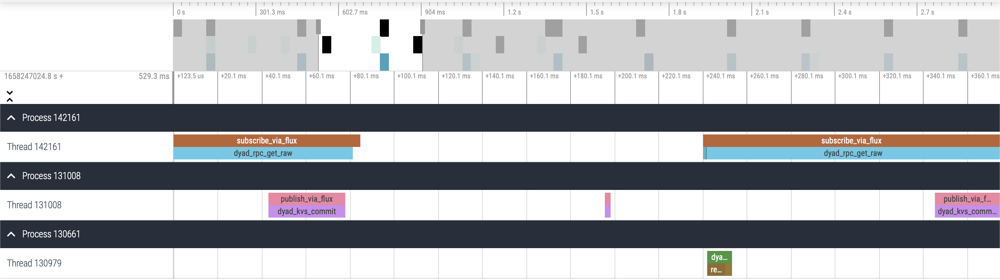 0 s 301.3 ms 602.7 ms 904 ms 1.2 s 1.5 s 1.8 s 2.1 s 2.4 s 2.7 s
1658247024.8 s + 529.3 ms +123.5 us +20.1 ms +40.1 ms +60.1 ms +80.1 ms +100.1 ms +120.1 ms +140.1 ms +160.1 ms +180.1 ms +200.1 ms +220.1 ms +240.1 ms +260.1 ms +280.1 ms +300.1 ms +320.1 ms +340.1 ms +360.1 ms
Process 142161
Thread 142161 subscribe_via_flux subscribe_via_flux
dyad_rpc_get_raw dyad_rpc_get_raw
Process 131008
Thread 131008 publish_via_flux publish_via_f...
dyad_kvs_commit dyad_kvs_comm...
Process 130661
Thread 130979 dya...
re...